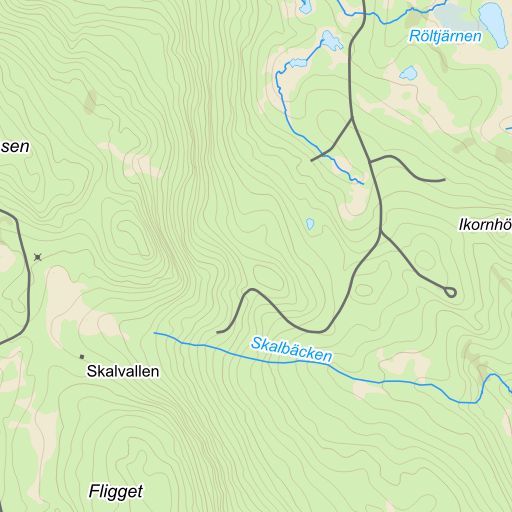 Röltjärnen
sen
Ikornhö
Skalbäcken
Skalvallen
Fligget